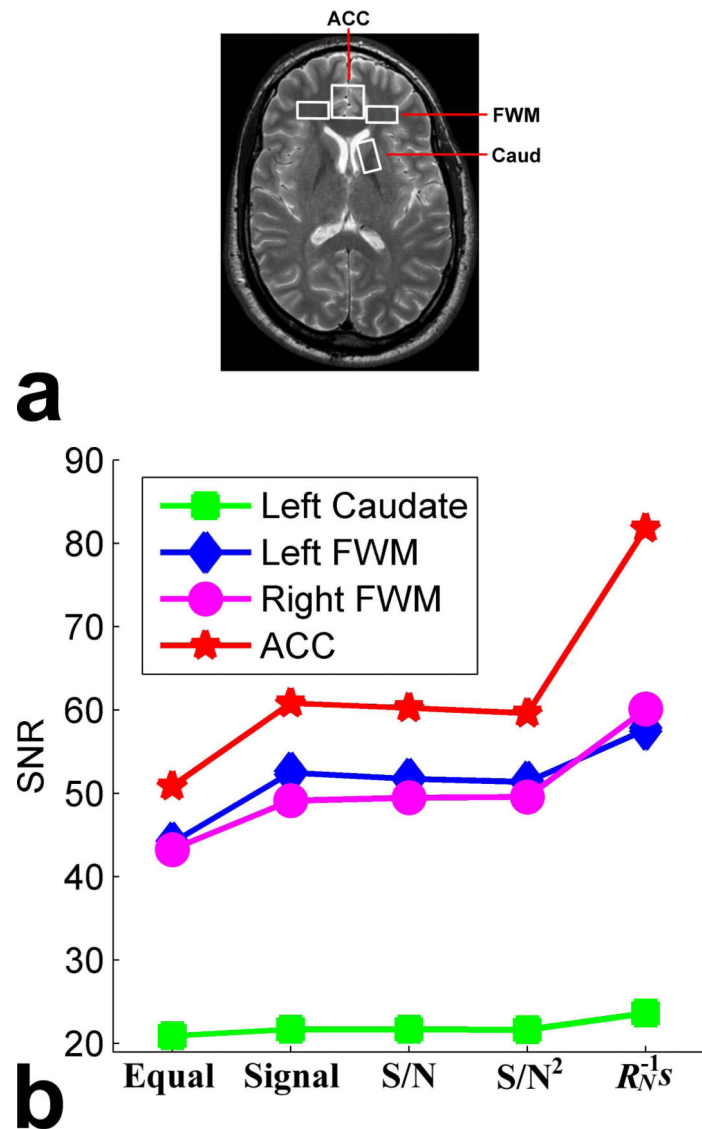 ACC
FWM
Caud
a
90
80
70
60
50
40
30
20
SNR
Left Caudate
Left FWM
Right FWM
ACC
Equal Signal S/N S/N² R_N⁻¹s
b